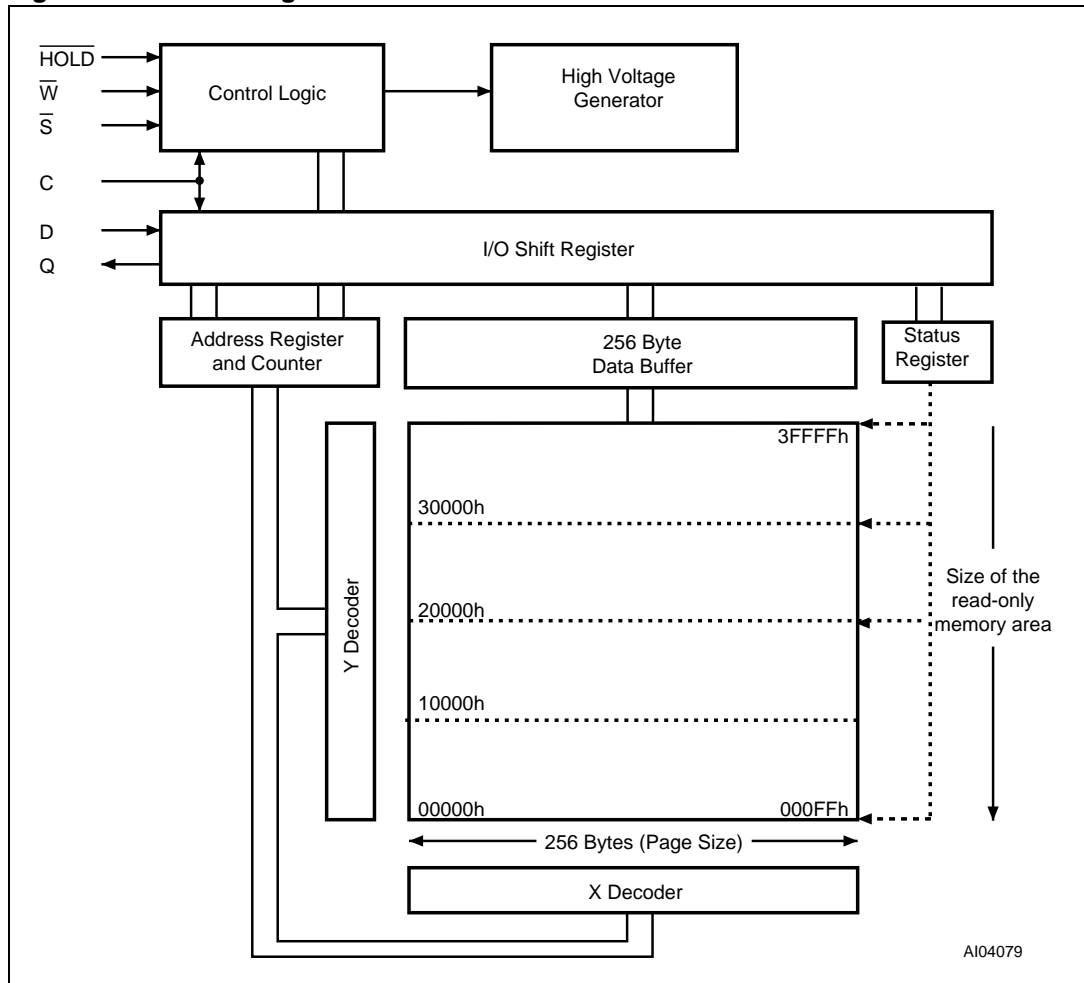 HOLD
W
S
C
D
Q
Control Logic
High Voltage
Generator
I/O Shift Register
Address Register
and Counter
256 Byte
Data Buffer
Status
Register
3FFFFh
30000h
20000h
10000h
00000h
000FFh
Y Decoder
Size of the
read-only
memory area
256 Bytes (Page Size)
X Decoder
AI04079